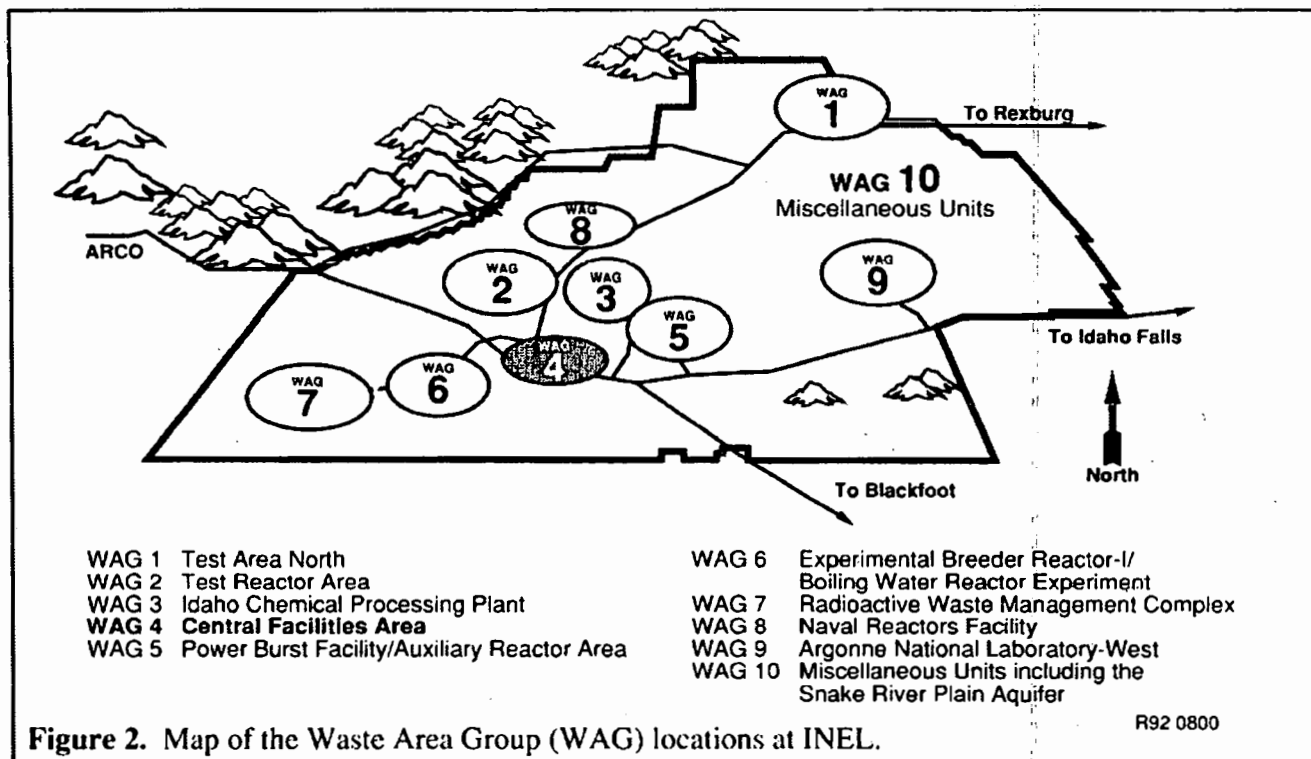 WAG
1
To Rexburg
WAG 10
Miscellaneous Units
WAG
8
ARCO
WAG
2
WAG
3
WAG
9
WAG
5
To Idaho Falls
WAG
4
WAG
6
WAG
7
North
To Blackfoot
WAG 1 Test Area North
WAG 2 Test Reactor Area
WAG 3 Idaho Chemical Processing Plant
WAG 4 Central Facilities Area
WAG 5 Power Burst Facility/Auxiliary Reactor Area
WAG 6 Experimental Breeder Reactor-I/
Boiling Water Reactor Experiment
WAG 7 Radioactive Waste Management Complex
WAG 8 Naval Reactors Facility
WAG 9 Argonne National Laboratory-West
WAG 10 Miscellaneous Units including the
Snake River Plain Aquifer
R92 0800
Figure 2. Map of the Waste Area Group (WAG) locations at INEL.